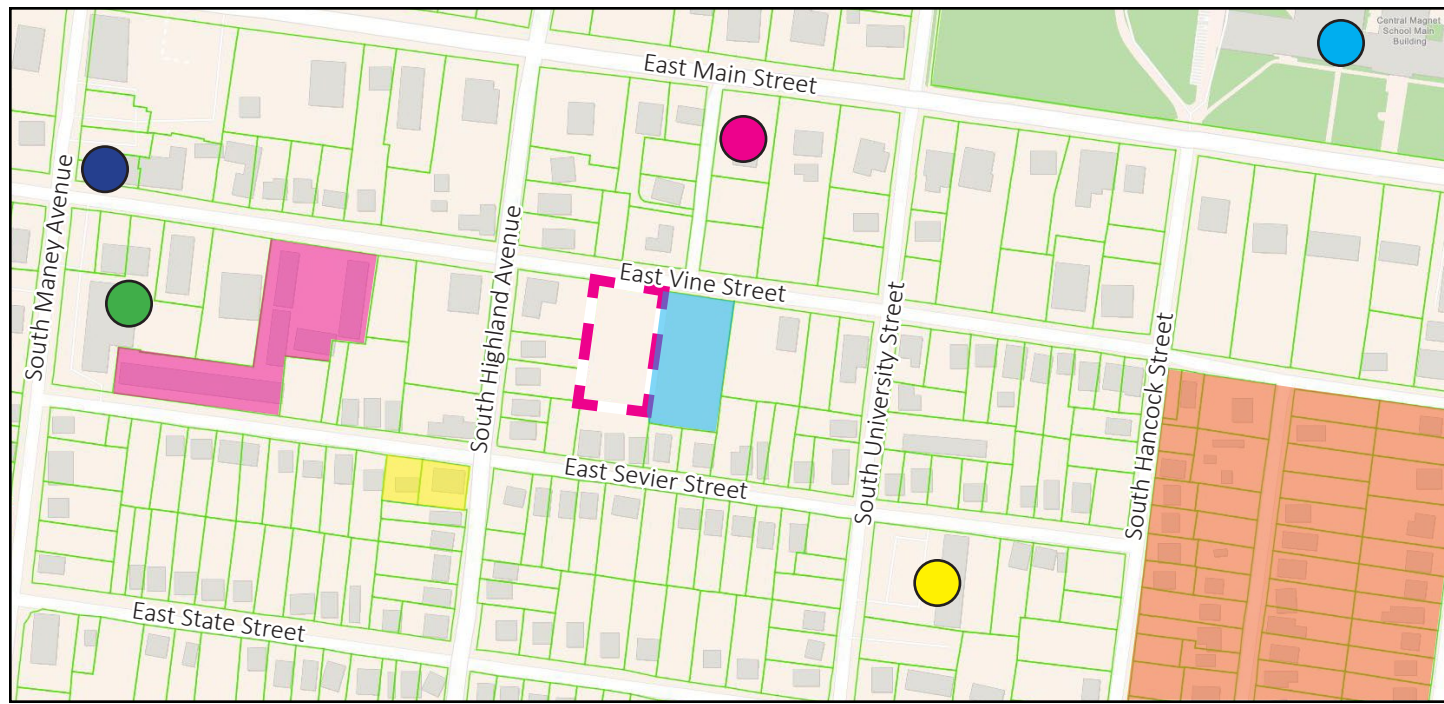 Central Magnet
School Main
Building
East Main Street
South Maney Avenue
South Highland Avenue
East Vine Street
South University Street
South Hancock Street
East Sevier Street
East State Street